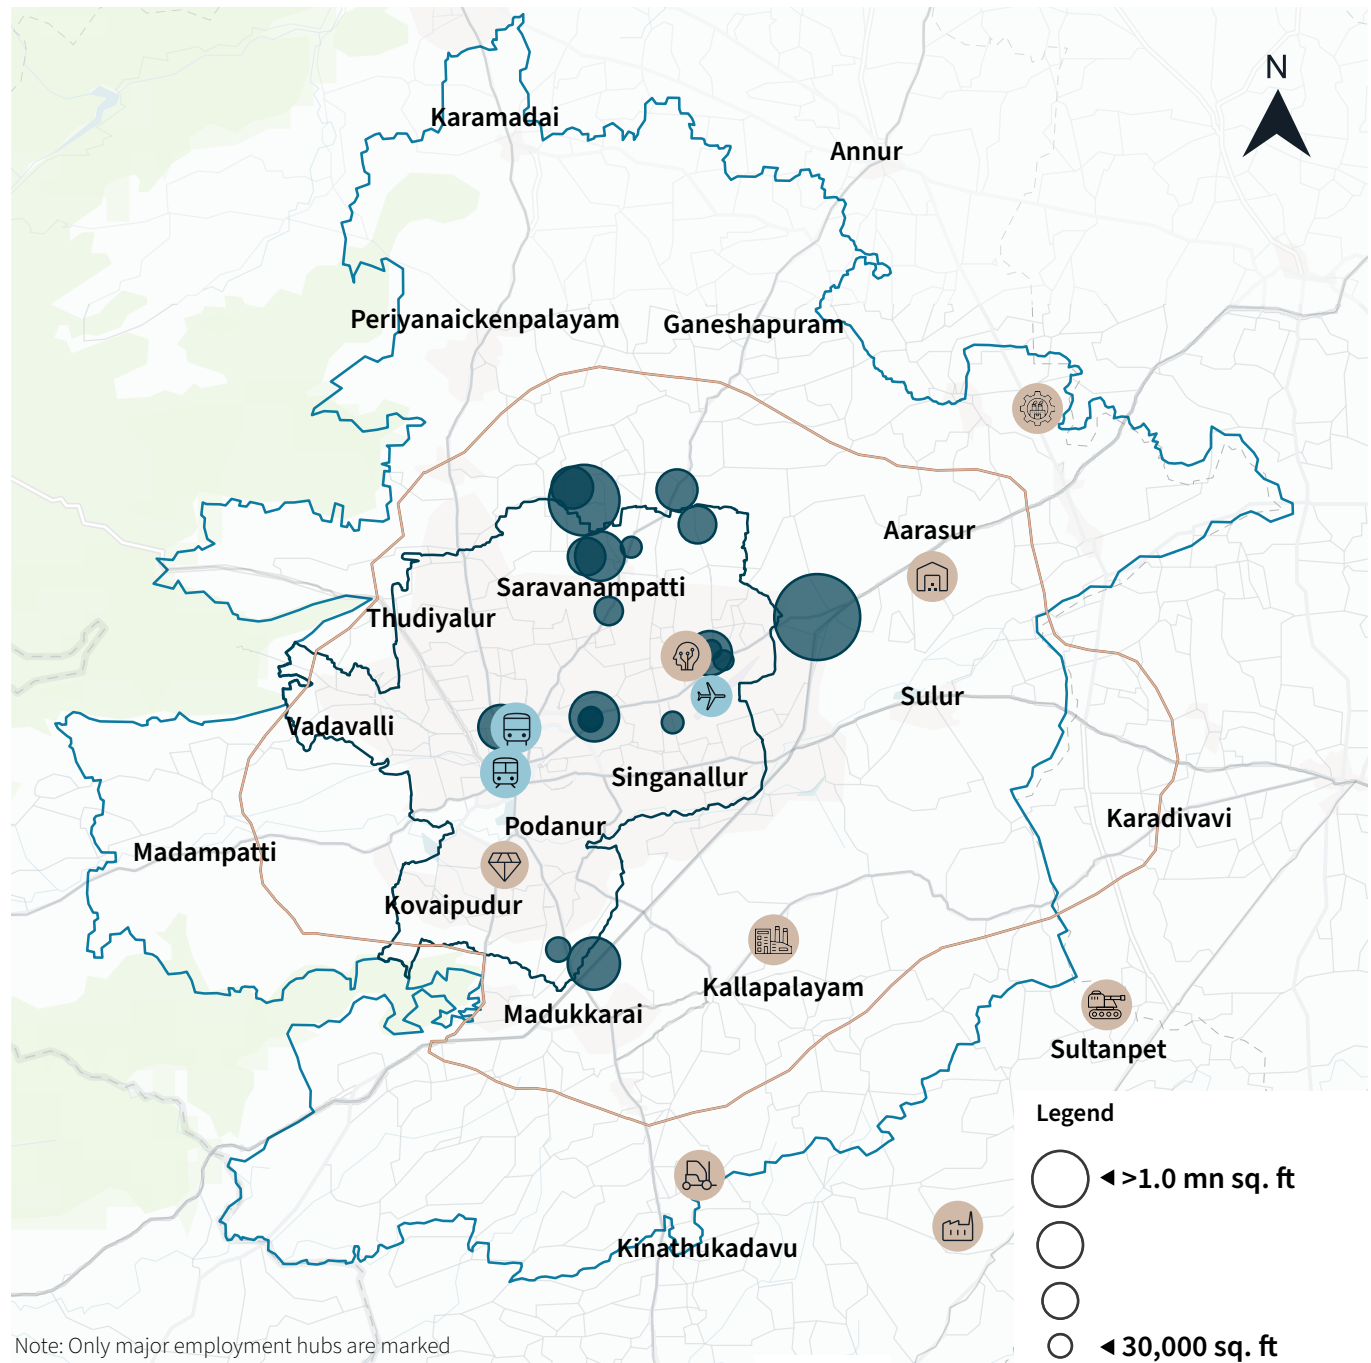 N
Karamadai
Annur
Periyanaickenpalayam
Ganeshapuram
Aarasur
Saravanampatti
Thudiyalur
Sulur
Vadavalli
Singanallur
Karadivavi
Podanur
Madampatti
Kovaipudur
Kallapalayam
Madukkarai
Sultanpet
Legend
>1.0 mn sq. ft
Kinathukadavu
30,000 sq. ft
Note: Only major employment hubs are marked